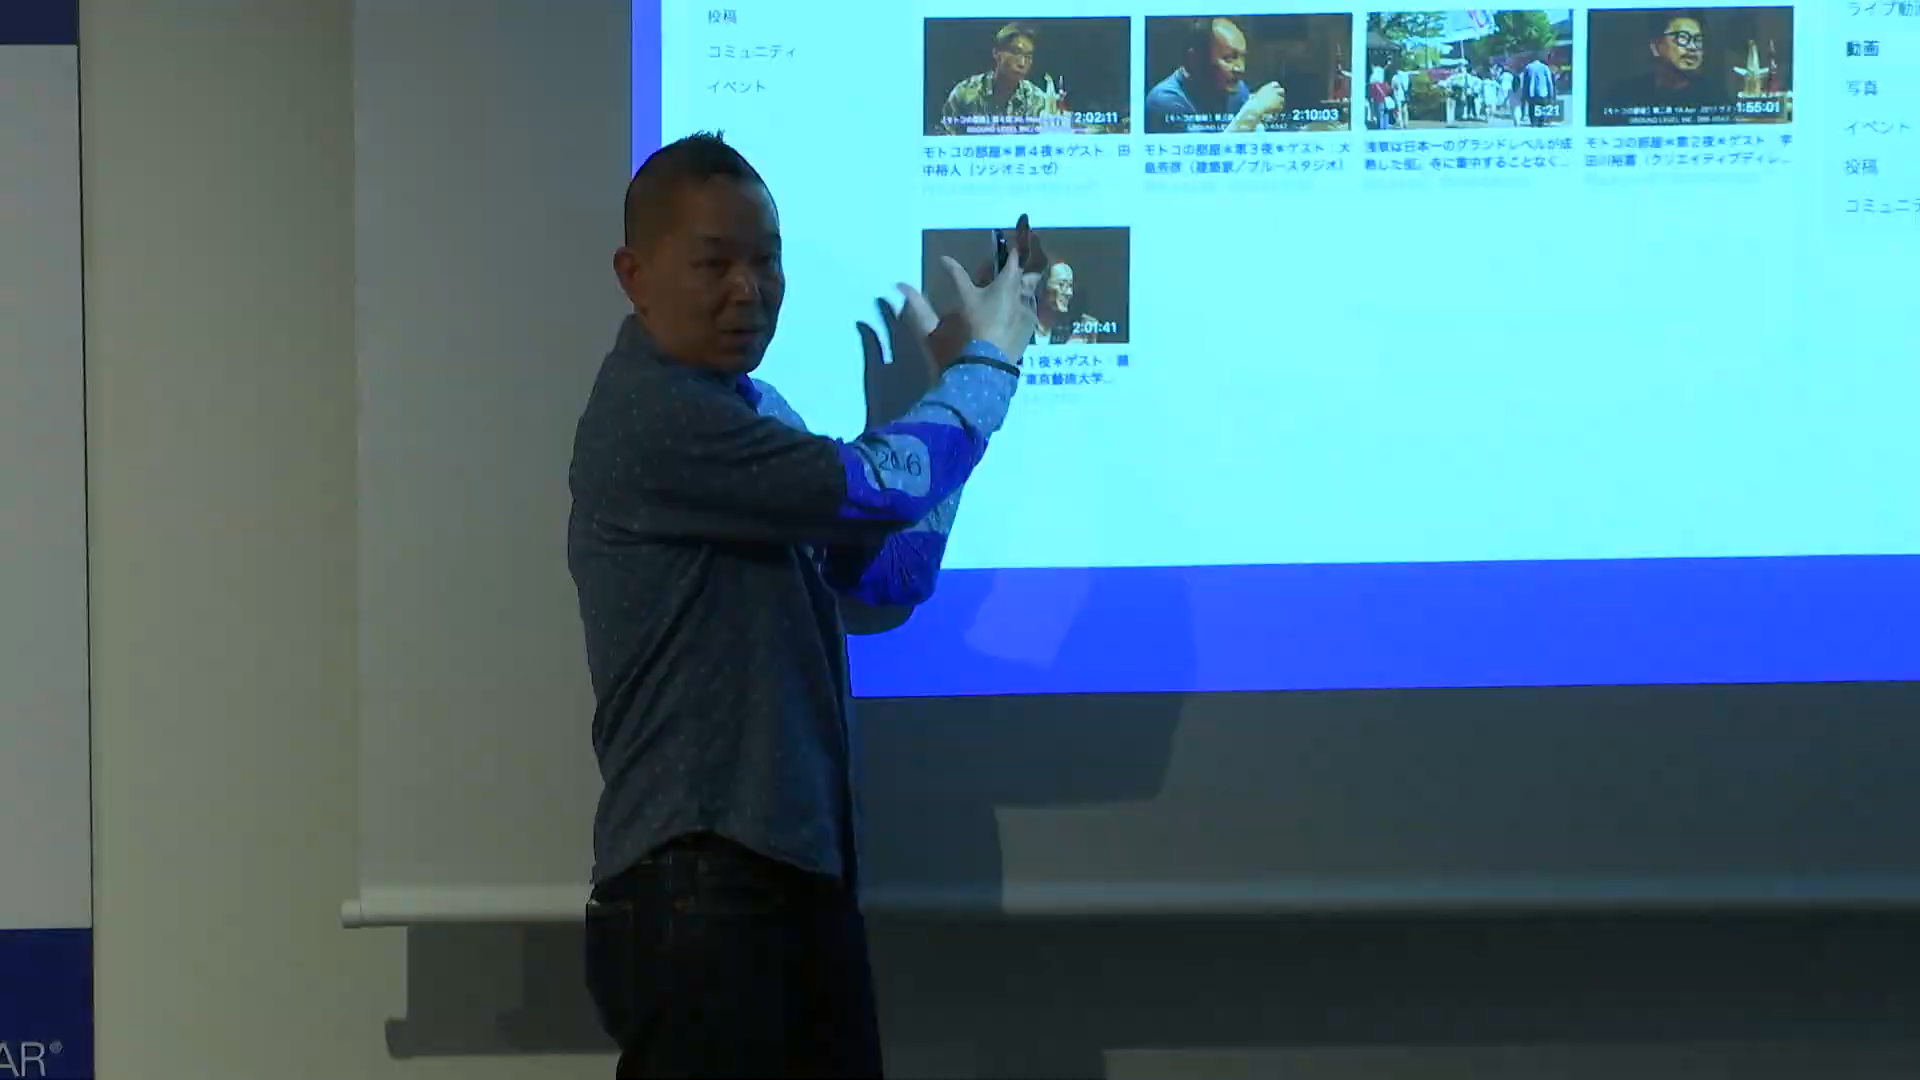 投稿
コミュニティ
イベント
2:02:11
2:10:03
5:21
1:55:01
GROUND LEVEL INC.
モトコの部屋＊第4夜＊ゲスト：田
中裕人（ソシオミュゼ）
モトコの部屋＊第3夜＊ゲスト：大
島芳彦（建築家／ブルースタジオ）
浅草は日本一のグランドレベルが成
熟した街。寺に集中することなく...
モトコの部屋＊第2夜＊ゲスト：宇
田川裕喜（クリエイティブディレ...
2:01:41
1夜＊ゲスト：
東京藝術大学...
ライブ動
動画
写真
イベント
投稿
コミュニテ
AR®